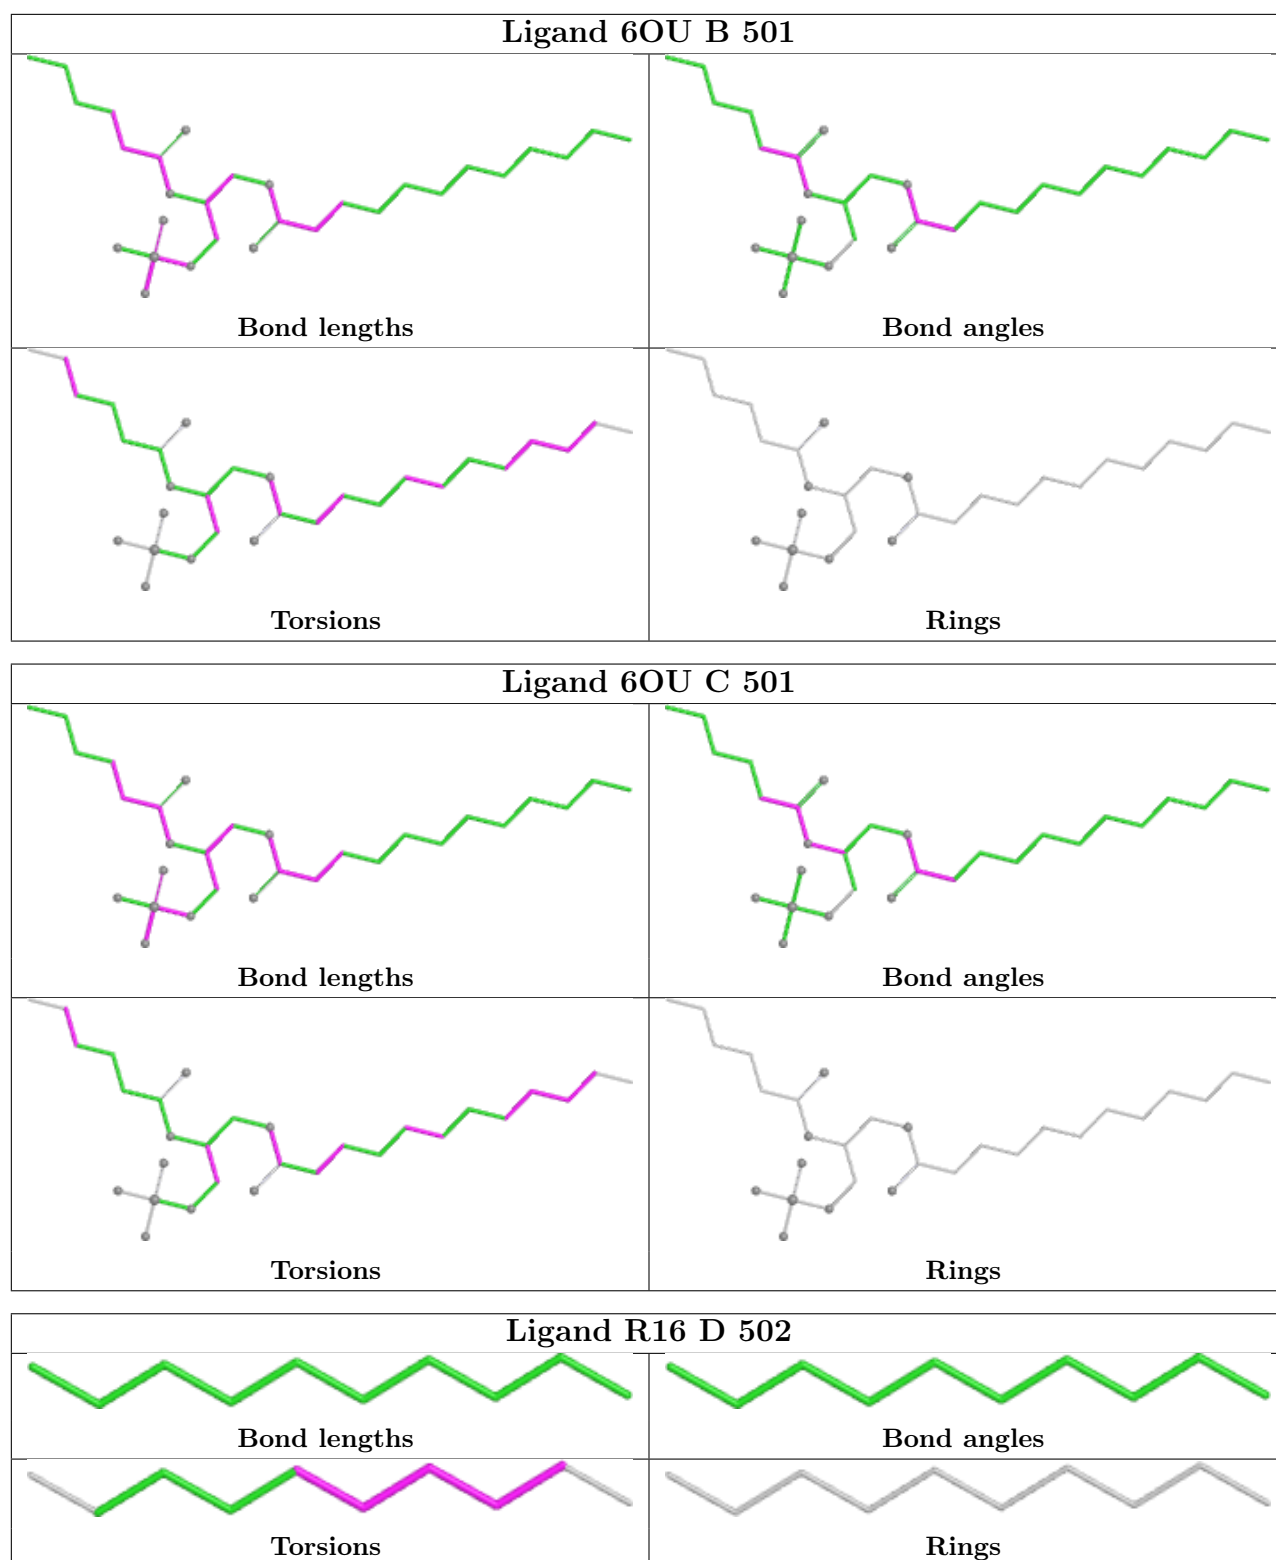 Ligand 6OU B 501
Bond lengths
Bond angles
Torsions
Rings
Ligand 6OU C 501
Bond lengths
Bond angles
Torsions
Rings
Ligand R16 D 502
Bond lengths
Bond angles
Torsions
Rings